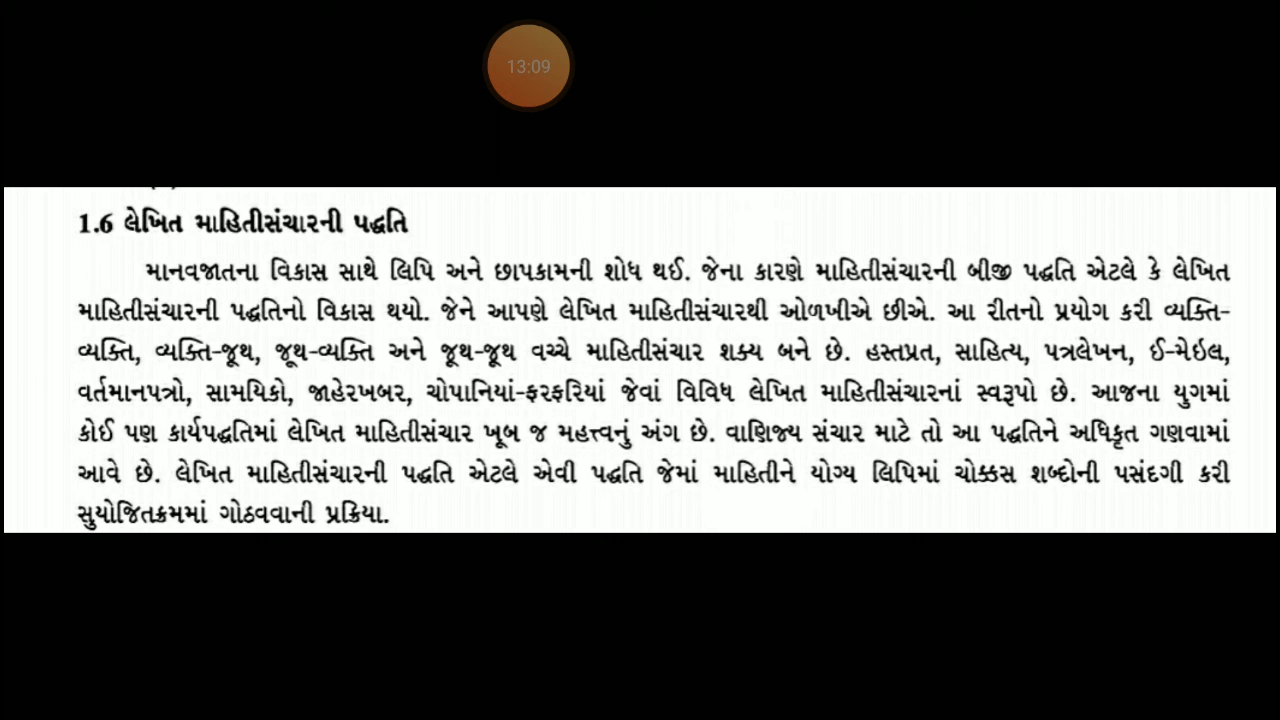 13:09
1.6 લેખિત માહિતીસંચારની પદ્ધતિ
માનવજાતના વિકાસ સાથે લિપિ અને છાપકામની શોધ થઈ. જેના કારણે માહિતીસંચારની બીજી પદ્ધતિ એટલે કે લેખિત
માહિતીસંચારની પદ્ધતિનો વિકાસ થયો. જેને આપણે લેખિત માહિતીસંચારથી ઓળખીએ છીએ. આ રીતનો પ્રયોગ કરી વ્યક્તિ-
વ્યક્તિ, વ્યક્તિ-જૂથ, જૂથ-વ્યક્તિ અને જૂથ-જૂથ વચ્ચે માહિતીસંચાર શક્ય બને છે. હસ્તપ્રત, સાહિત્ય, પત્રલેખન, ઈ-મેઇલ,
વર્તમાનપત્રો, સામયિકો, જાહેરખબર, ચોપાનિયાં-ફરફરિયાં જેવાં વિવિધ લેખિત માહિતીસંચારનાં સ્વરૂપો છે. આજના યુગમાં
કોઈ પણ કાર્યપદ્ધતિમાં લેખિત માહિતીસંચાર ખૂબ જ મહત્ત્વનું અંગ છે. વાણિજ્ય સંચાર માટે તો આ પદ્ધતિને અધિકૃત ગણવામાં
આવે છે. લેખિત માહિતીસંચારની પદ્ધતિ એટલે એવી પદ્ધતિ જેમાં માહિતીને યોગ્ય લિપિમાં ચોક્કસ શબ્દોની પસંદગી કરી
સુયોજિતક્રમમાં ગોઠવવાની પ્રક્રિયા.